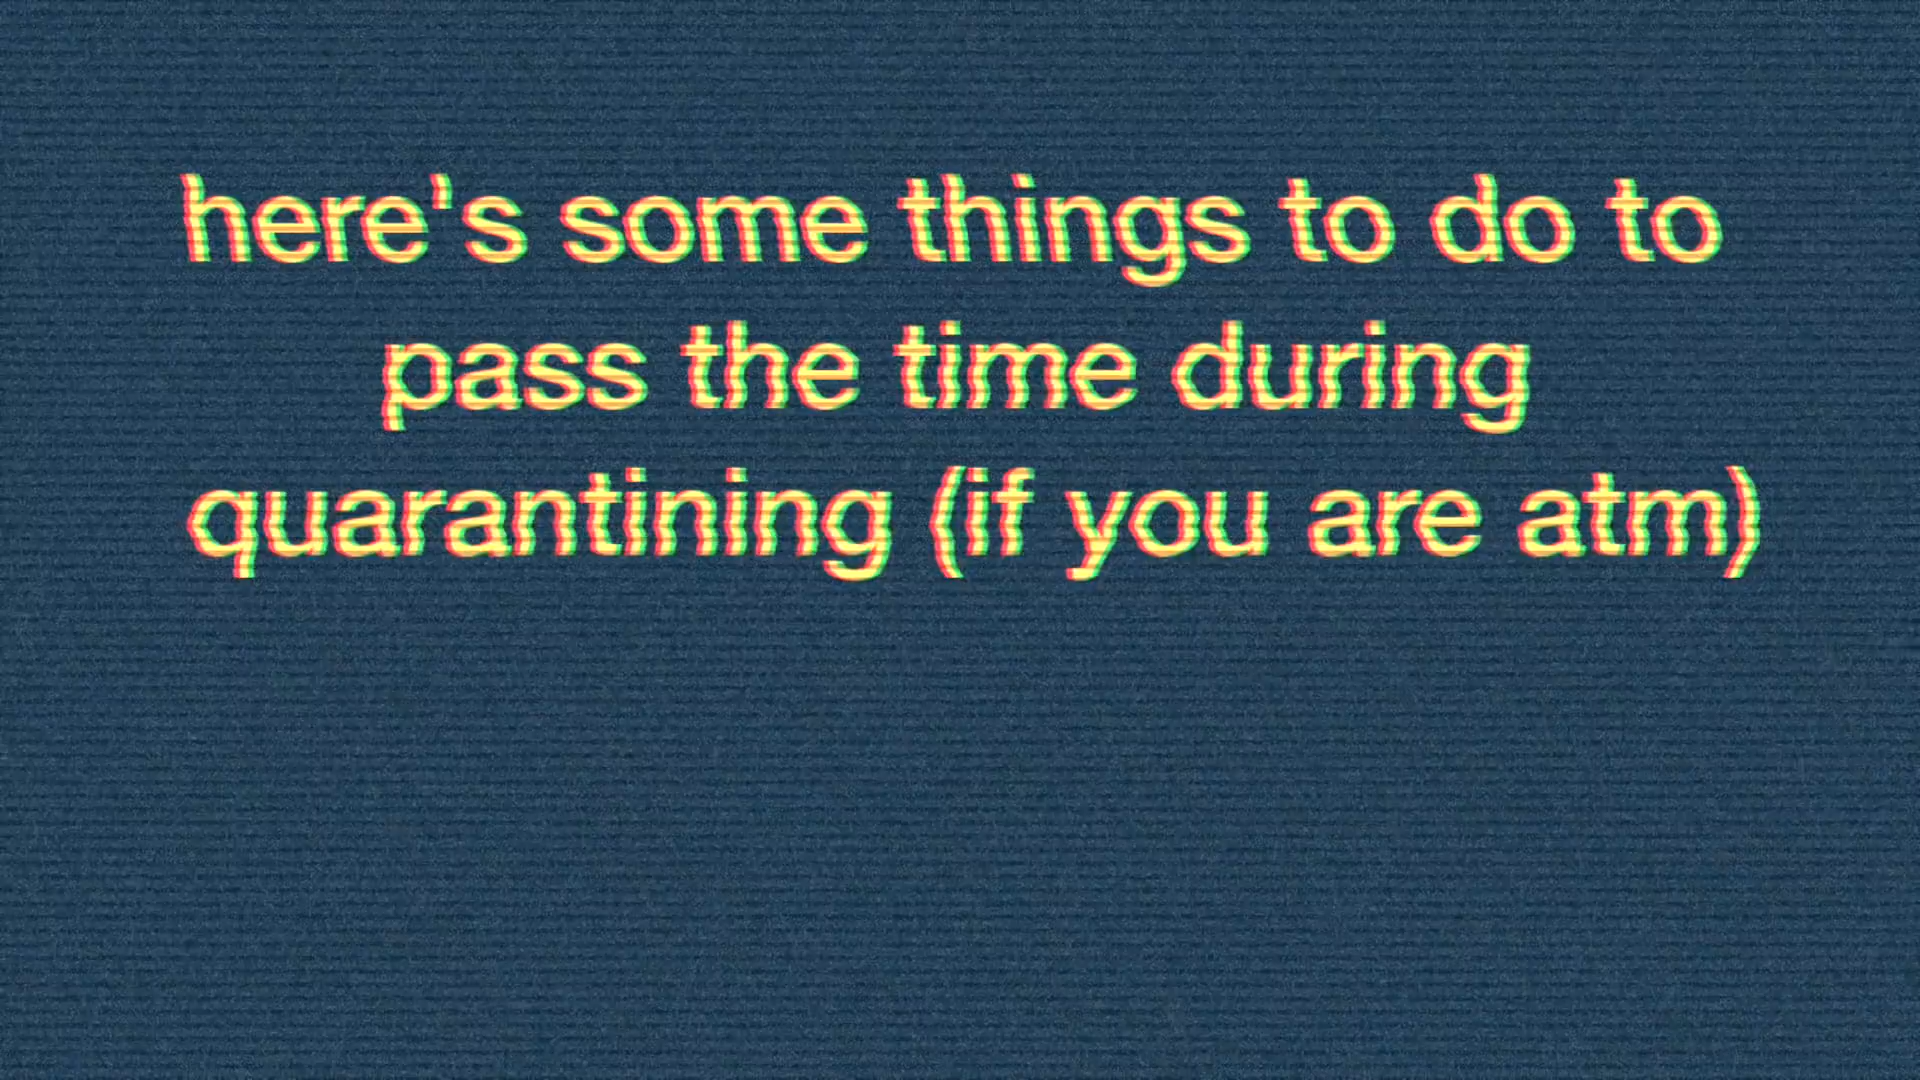 here's some things to do to
pass the time during
quarantining (if you are atm)